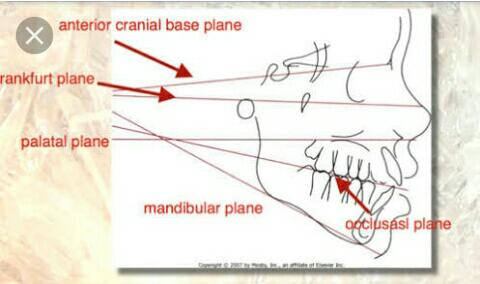 anterior cranial base plane
rankfurt plane
palatal plane
mandibular plane
occlusasl plane
Copyright © 2007 by Mosby, Inc., an affiliate of Elsevier Inc.